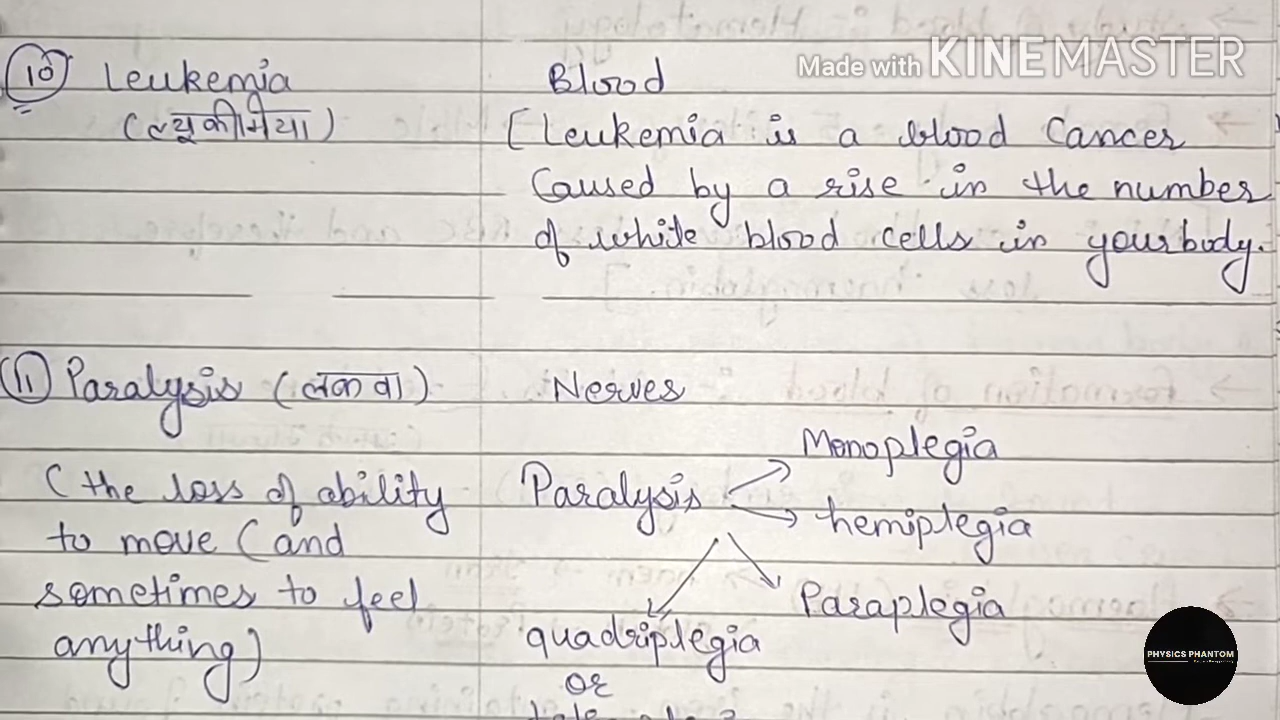 Made with KINEMASTER
10 Leukemia Blood
(ल्यूकीमिया) [Leukemia is a blood Cancer
Caused by a rise in the number
of white blood cells in your body.
11 Paralysis (लकवा) Nerves
Monoplegia
(the loss of ability Paralysis
to move (and hemiplegia
sometimes to feel Paraplegia
anything) quadriplegia
or
PHYSICS PHANTOM